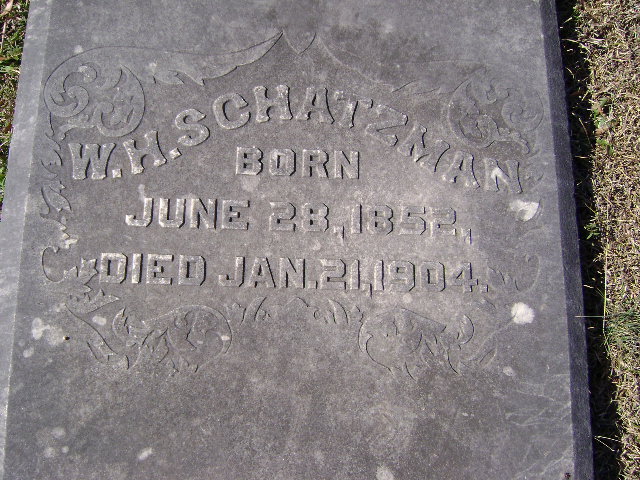 W.H. SCHATZMAN
BORN
JUNE 28, 1852.
DIED JAN. 21, 1904.